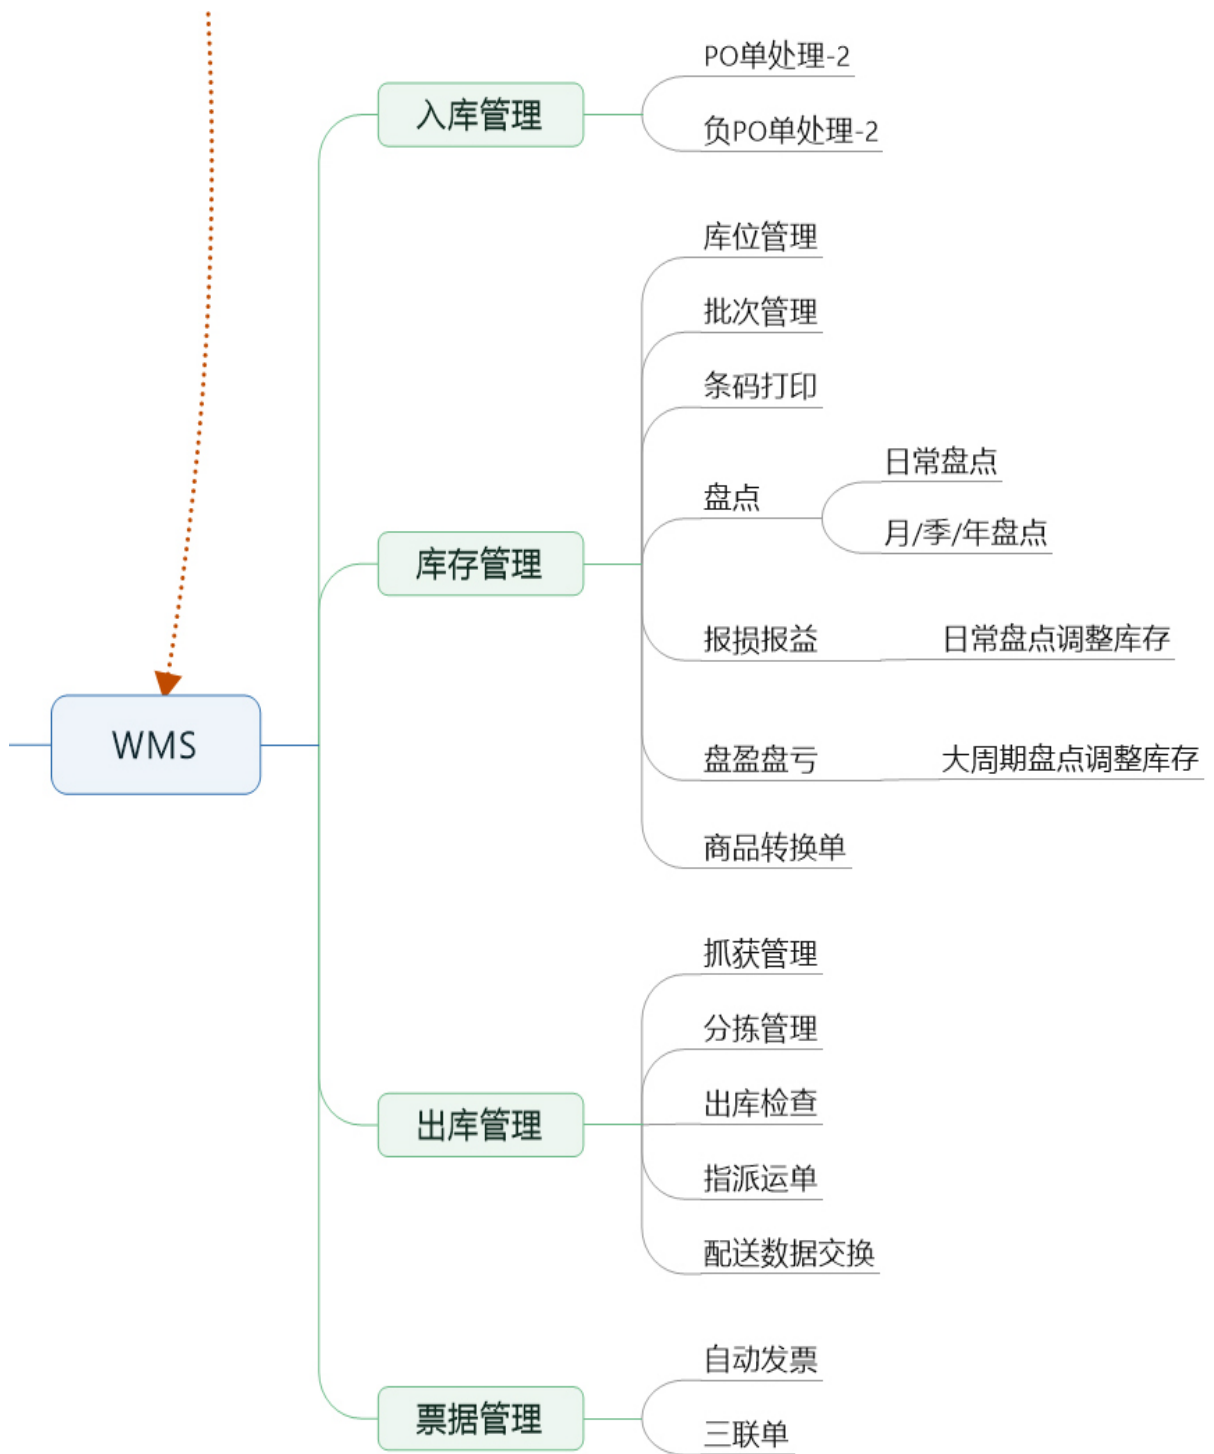 PO单处理-2
入库管理
负PO单处理-2
库位管理
批次管理
条码打印
日常盘点
盘点
月/季/年盘点
库存管理
报损报益
日常盘点调整库存
WMS
盘盈盘亏
大周期盘点调整库存
商品转换单
抓获管理
分拣管理
出库检查
出库管理
指派运单
配送数据交换
自动发票
票据管理
三联单